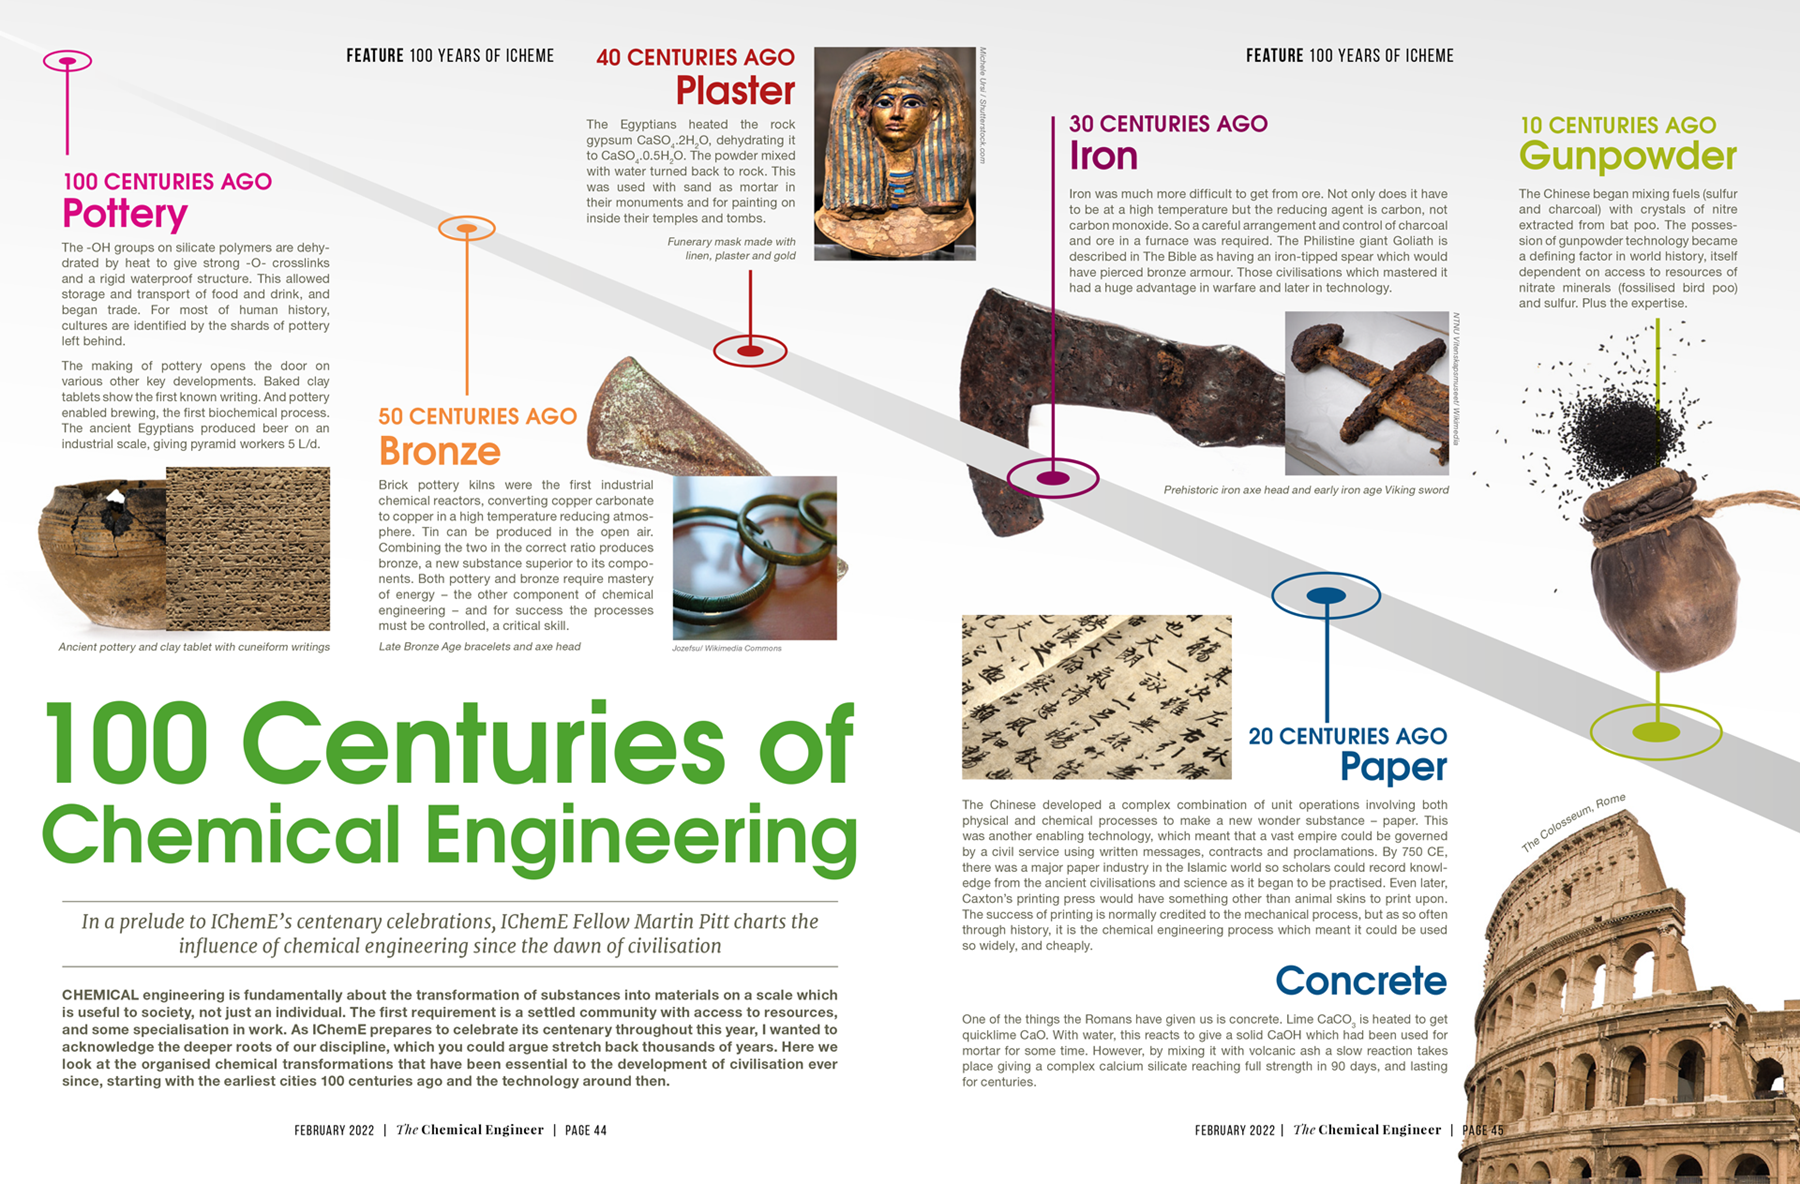 FEATURE 100 YEARS OF ICHEME
100 CENTURIES AGO
Pottery
The -OH groups on silicate polymers are dehy-
drated by heat to give strong -O- crosslinks
and a rigid waterproof structure. This allowed
storage and transport of food and drink, and
began trade. For most of human history,
cultures are identified by the shards of pottery
left behind.
The making of pottery opens the door on
various other key developments. Baked clay
tablets show the first known writing. And pottery
enabled brewing, the first biochemical process.
The ancient Egyptians produced beer on an
industrial scale, giving pyramid workers 5 L/d.
Ancient pottery and clay tablet with cuneiform writings
50 CENTURIES AGO
Bronze
Brick pottery kilns were the first industrial
chemical reactors, converting copper carbonate
to copper in a high temperature reducing atmos-
phere. Tin can be produced in the open air.
Combining the two in the correct ratio produces
bronze, a new substance superior to its compo-
nents. Both pottery and bronze require mastery
of energy – the other component of chemical
engineering – and for success the processes
must be controlled, a critical skill.
Late Bronze Age bracelets and axe head
Jozefsu/ Wikimedia Commons
40 CENTURIES AGO
Plaster
The Egyptians heated the rock
gypsum CaSO₄.2H₂O, dehydrating it
to CaSO₄.0.5H₂O. The powder mixed
with water turned back to rock. This
was used with sand as mortar in
their monuments and for painting on
inside their temples and tombs.
Funerary mask made with
linen, plaster and gold
Michele Ursi / Shutterstock.com
100 Centuries of
Chemical Engineering
In a prelude to IChemE's centenary celebrations, IChemE Fellow Martin Pitt charts the
influence of chemical engineering since the dawn of civilisation
CHEMICAL engineering is fundamentally about the transformation of substances into materials on a scale which
is useful to society, not just an individual. The first requirement is a settled community with access to resources,
and some specialisation in work. As IChemE prepares to celebrate its centenary throughout this year, I wanted to
acknowledge the deeper roots of our discipline, which you could argue stretch back thousands of years. Here we
look at the organised chemical transformations that have been essential to the development of civilisation ever
since, starting with the earliest cities 100 centuries ago and the technology around then.
FEBRUARY 2022 | The Chemical Engineer | PAGE 44
FEATURE 100 YEARS OF ICHEME
30 CENTURIES AGO
Iron
Iron was much more difficult to get from ore. Not only does it have
to be at a high temperature but the reducing agent is carbon, not
carbon monoxide. So a careful arrangement and control of charcoal
and ore in a furnace was required. The Philistine giant Goliath is
described in The Bible as having an iron-tipped spear which would
have pierced bronze armour. Those civilisations which mastered it
had a huge advantage in warfare and later in technology.
NTNU Vitenskapsmuseet/ Wikimedia
Prehistoric iron axe head and early iron age Viking sword
10 CENTURIES AGO
Gunpowder
The Chinese began mixing fuels (sulfur
and charcoal) with crystals of nitre
extracted from bat poo. The posses-
sion of gunpowder technology became
a defining factor in world history, itself
dependent on access to resources of
nitrate minerals (fossilised bird poo)
and sulfur. Plus the expertise.
20 CENTURIES AGO
Paper
The Chinese developed a complex combination of unit operations involving both
physical and chemical processes to make a new wonder substance – paper. This
was another enabling technology, which meant that a vast empire could be governed
by a civil service using written messages, contracts and proclamations. By 750 CE,
there was a major paper industry in the Islamic world so scholars could record knowl-
edge from the ancient civilisations and science as it began to be practised. Even later,
Caxton's printing press would have something other than animal skins to print upon.
The success of printing is normally credited to the mechanical process, but as so often
through history, it is the chemical engineering process which meant it could be used
so widely, and cheaply.
Concrete
One of the things the Romans have given us is concrete. Lime CaCO₃ is heated to get
quicklime CaO. With water, this reacts to give a solid CaOH which had been used for
mortar for some time. However, by mixing it with volcanic ash a slow reaction takes
place giving a complex calcium silicate reaching full strength in 90 days, and lasting
for centuries.
The Colosseum, Rome
FEBRUARY 2022 | The Chemical Engineer | PAGE 45